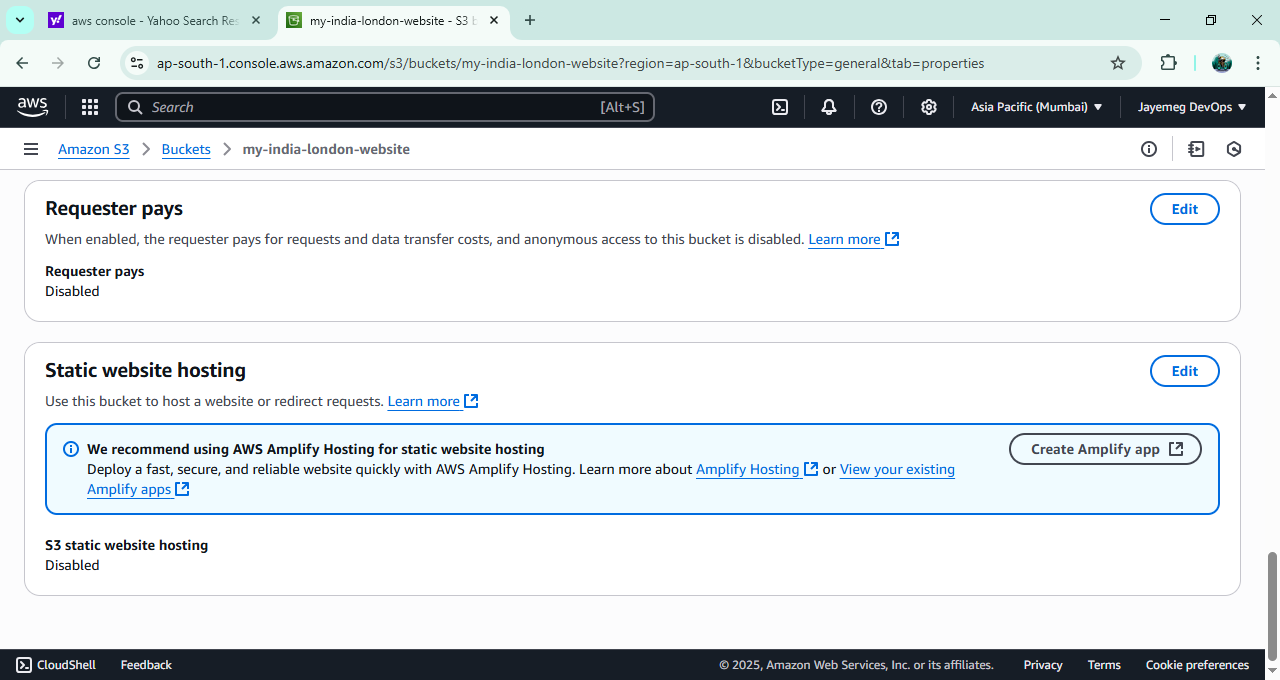 aws console - Yahoo Search Res
my-india-london-website - S3 b
ap-south-1.console.aws.amazon.com/s3/buckets/my-india-london-website?region=ap-south-1&bucketType=general&tab=properties
aws
Search
[Alt+S]
Asia Pacific (Mumbai)
Jayemeg DevOps
Amazon S3 > Buckets > my-india-london-website
Requester pays
Edit
When enabled, the requester pays for requests and data transfer costs, and anonymous access to this bucket is disabled. Learn more
Requester pays
Disabled
Static website hosting
Edit
Use this bucket to host a website or redirect requests. Learn more
We recommend using AWS Amplify Hosting for static website hosting
Create Amplify app
Deploy a fast, secure, and reliable website quickly with AWS Amplify Hosting. Learn more about Amplify Hosting or View your existing
Amplify apps
S3 static website hosting
Disabled
CloudShell
Feedback
© 2025, Amazon Web Services, Inc. or its affiliates.
Privacy
Terms
Cookie preferences